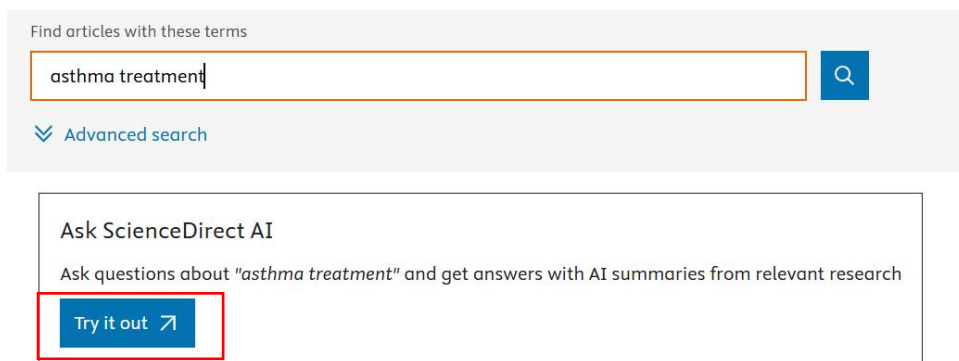 Find articles with these terms
asthma treatment
Advanced search
Ask ScienceDirect AI
Ask questions about "asthma treatment" and get answers with AI summaries from relevant research
Try it out